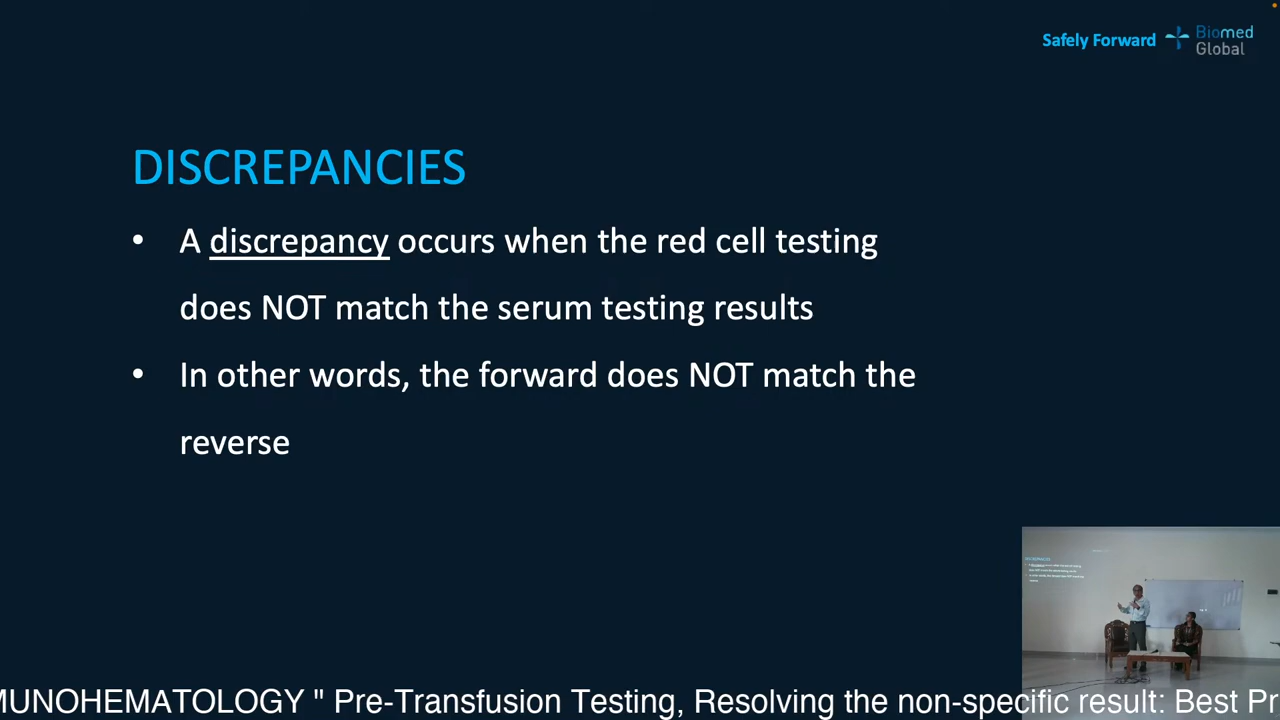 Safely Forward
Biomed
Global
DISCREPANCIES
• A discrepancy occurs when the red cell testing
does NOT match the serum testing results
• In other words, the forward does NOT match the
reverse
MUNOHEMATOLOGY " Pre-Transfusion Testing, Resolving the non-specific result: Best Pr